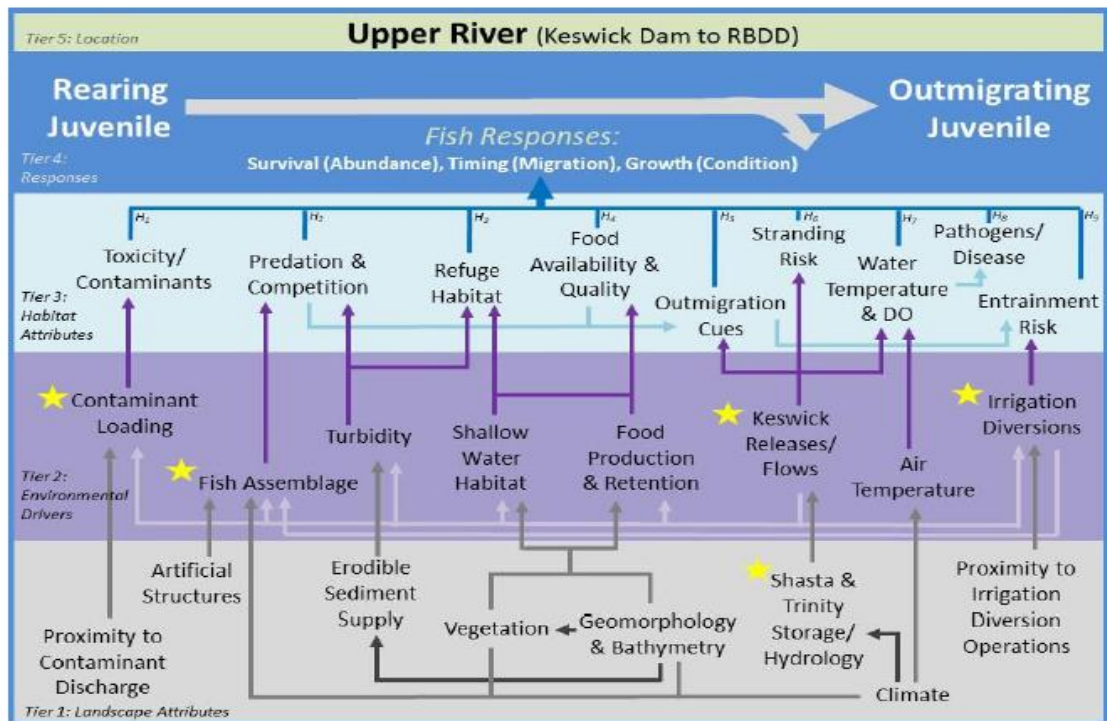 Tier 5: Location
Upper River (Keswick Dam to RBDD)
Rearing
Juvenile
Outmigrating
Juvenile
Fish Responses:
Survival (Abundance), Timing (Migration), Growth (Condition)
Tier 4:
Responses
H1
H2
H3
H4
H5
H6
H7
H8
H9
Toxicity/
Contaminants
Predation &
Competition
Refuge
Habitat
Food
Availability &
Quality
Outmigration
Cues
Stranding
Risk
Water
Temperature
& DO
Pathogens/
Disease
Entrainment
Risk
Tier 3:
Habitat
Attributes
Contaminant
Loading
Fish Assemblage
Turbidity
Shallow
Water
Habitat
Food
Production
& Retention
Keswick
Releases/
Flows
Air
Temperature
Irrigation
Diversions
Tier 2:
Environmental
Drivers
Proximity to
Contaminant
Discharge
Artificial
Structures
Erodible
Sediment
Supply
Vegetation
Geomorphology
& Bathymetry
Shasta &
Trinity
Storage/
Hydrology
Climate
Proximity to
Irrigation
Diversion
Operations
Tier 1: Landscape Attributes